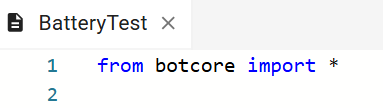 BatteryTest
1 from botcore import *
2